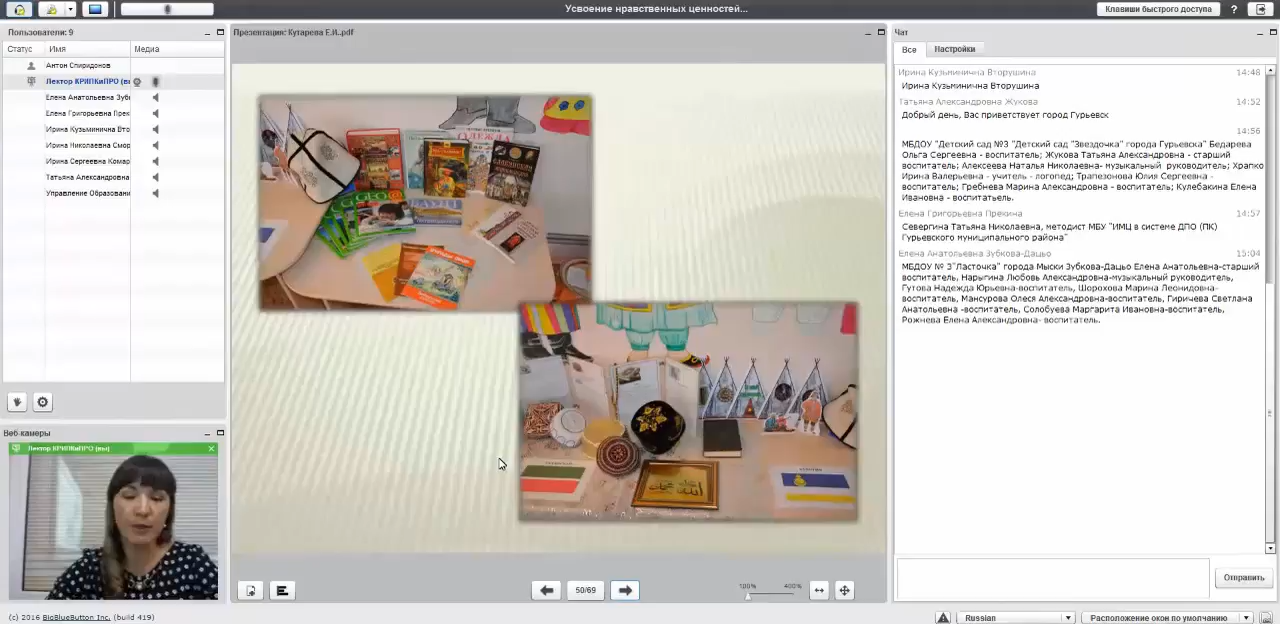 Усвоение нравственных ценностей...
Клавиши быстрого доступа
?
Пользователи: 9
Статус Имя Медиа
Антон Спиридонов
Лектор КРИПКиПРО (вы
Елена Анатольевна Зуб
Елена Григорьевна Прек
Ирина Кузьминична Вто
Ирина Николаевна Смор
Ирина Сергеевна Комар
Татьяна Александровна
Управление Образовани
Веб-камеры
Лектор КРИПКиПРО (вы)
Презентация: Кутарева Е.И..pdf
50/69
100% 400%
Чат
Все Настройки
Ирина Кузьминична Вторушина 14:48
Ирина Кузьминична Вторушина
Татьяна Александровна Жукова 14:52
Добрый день, Вас приветствует город Гурьевск
14:56
МБДОУ "Детский сад №3 "Детский сад "Звездочка" города Гурьевска" Бедарева
Ольга Сергеевна - воспитатель; Жукова Татьяна Александровна - старший
воспитатель; Алексеева Наталья Николаевна- музыкальный руководитель; Храпко
Ирина Валерьевна - учитель - логопед; Трапезонова Юлия Сергеевна -
воспитатель; Гребнева Марина Александровна - воспитатель; Кулебакина Елена
Ивановна - воспитатьель.
Елена Григорьевна Прекина 14:57
Севергина Татьяна Николаевна, методист МБУ "ИМЦ в системе ДПО (ПК)
Гурьевского муниципального района"
Елена Анатольевна Зубкова-Дацьо 15:04
МБДОУ № 3"Ласточка" города Мыски Зубкова-Дацьо Елена Анатольевна-старший
воспитатель, Нарыгина Любовь Александровна-музыкальный руководитель,
Гутова Надежда Юрьевна-воспитатель, Шорохова Марина Леонидовна-
воспитатель, Мансурова Олеся Александровна-воспитатель, Гиричева Светлана
Анатольевна -воспитатель, Солобуева Маргарита Ивановна-воспитатель,
Рожнева Елена Александровна- воспитатель.
Отправить
(c) 2016 BigBlueButton Inc. (build 419)
Russian
Расположение окон по умолчанию